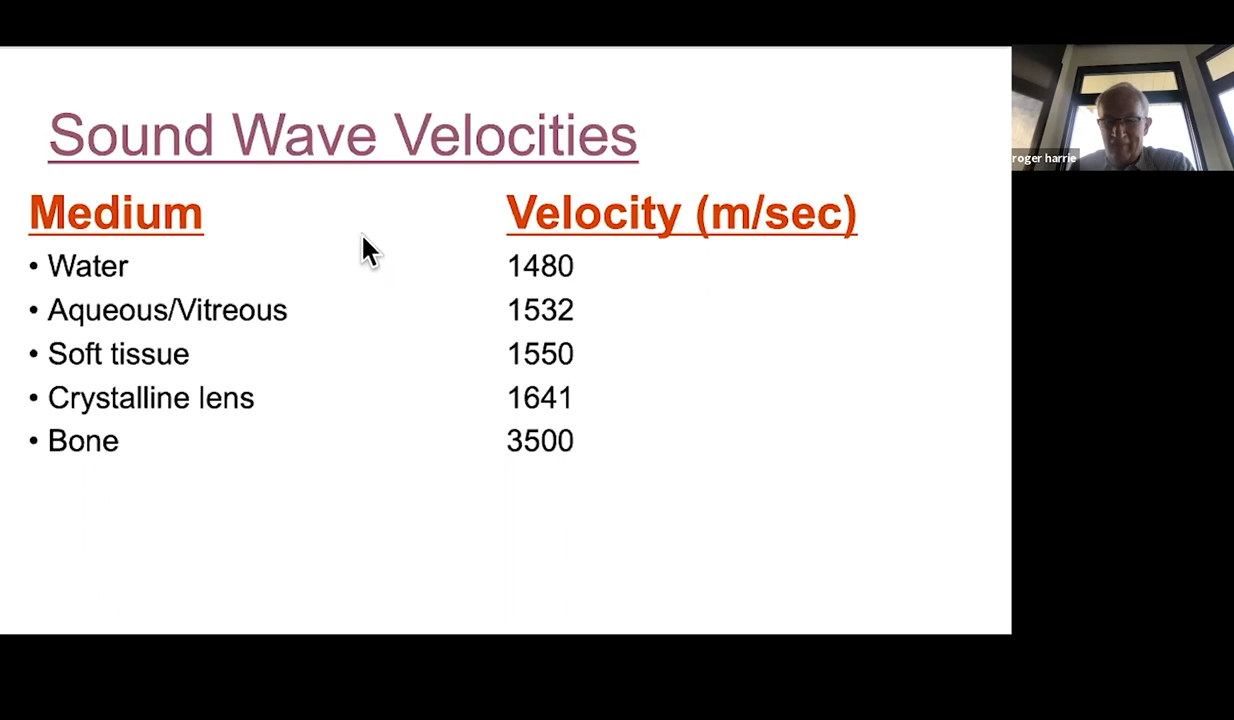 Sound Wave Velocities
Medium Velocity (m/sec)
• Water 1480
• Aqueous/Vitreous 1532
• Soft tissue 1550
• Crystalline lens 1641
• Bone 3500
roger harrie